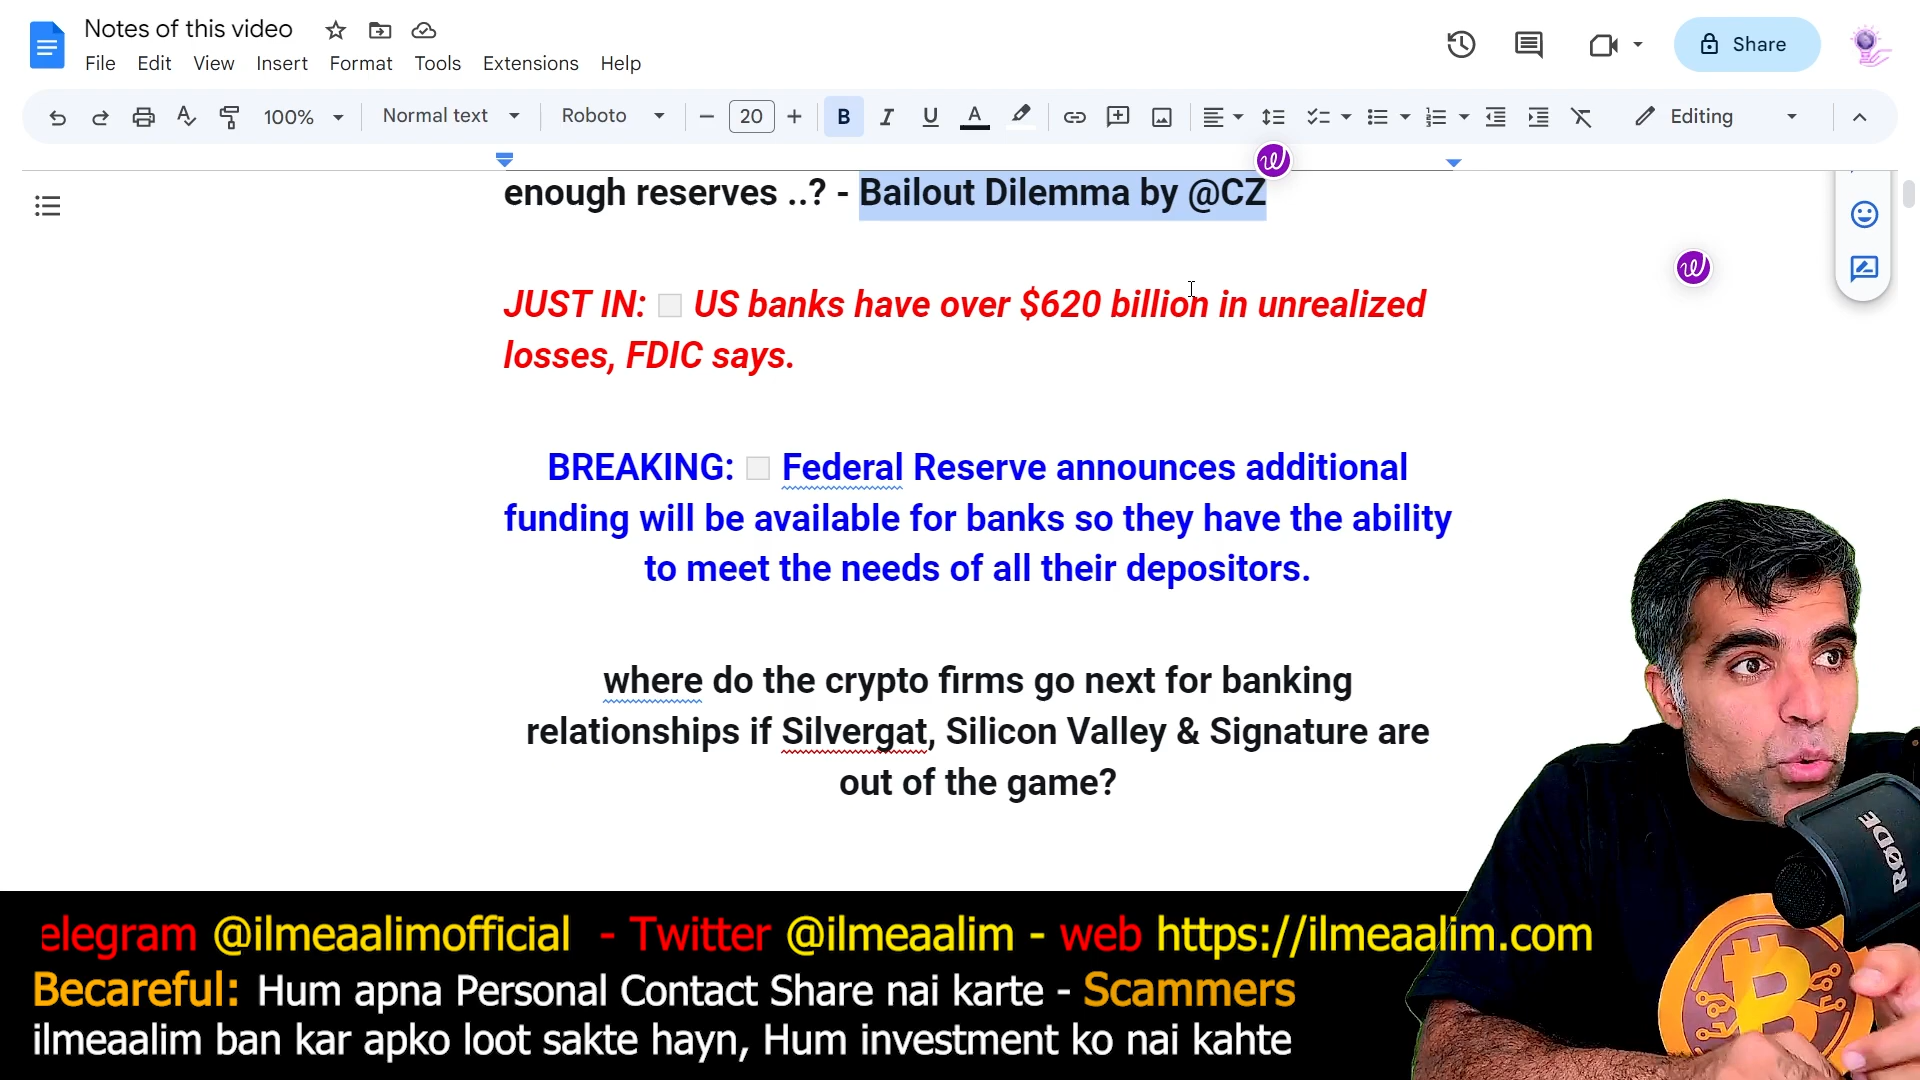 Notes of this video
File Edit View Insert Format Tools Extensions Help
Share
100% Normal text Roboto 20 B I U A Editing
enough reserves ..? - Bailout Dilemma by @CZ
JUST IN: US banks have over $620 billion in unrealized
losses, FDIC says.
BREAKING: Federal Reserve announces additional
funding will be available for banks so they have the ability
to meet the needs of all their depositors.
where do the crypto firms go next for banking
relationships if Silvergat, Silicon Valley & Signature are
out of the game?
RØDE
elegram @ilmeaalimofficial - Twitter @ilmeaalim - web https://ilmeaalim.com
Becareful: Hum apna Personal Contact Share nai karte - Scammers
ilmeaalim ban kar apko loot sakte hayn, Hum investment ko nai kahte